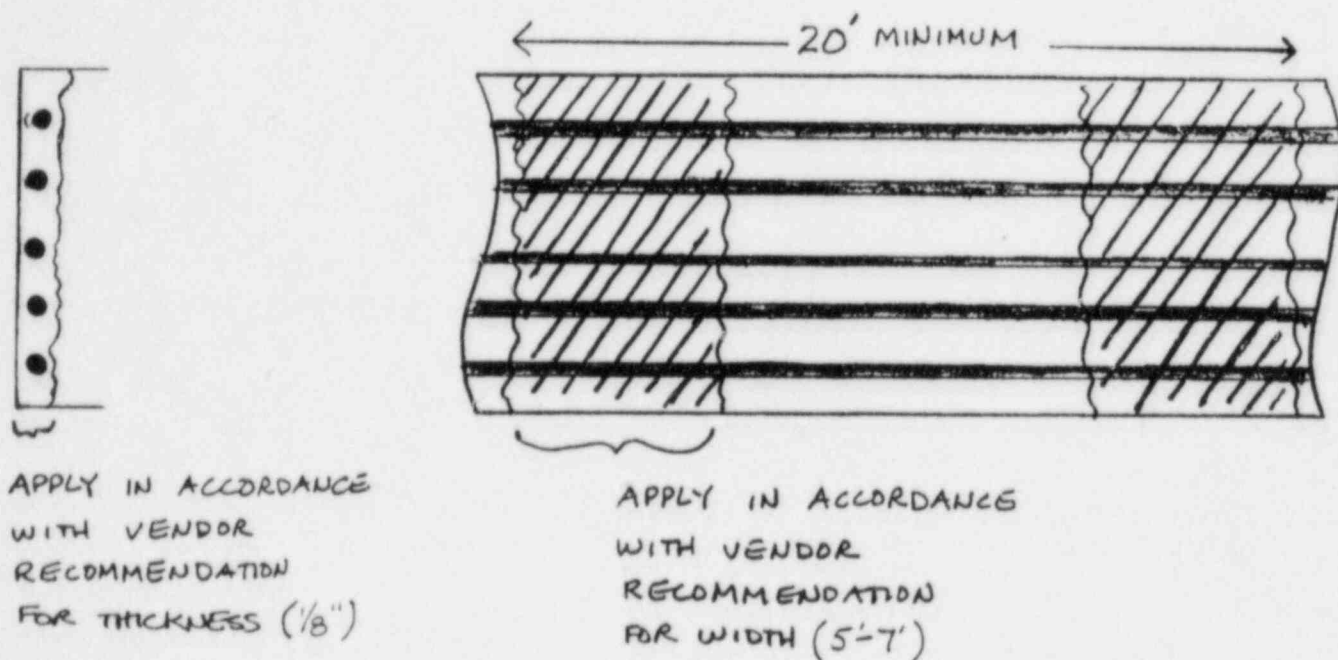 20' MINIMUM
APPLY IN ACCORDANCE
WITH VENDOR
RECOMMENDATION
FOR THICKNESS (1/8")
APPLY IN ACCORDANCE
WITH VENDOR
RECOMMENDATION
FOR WIDTH (5'-7')